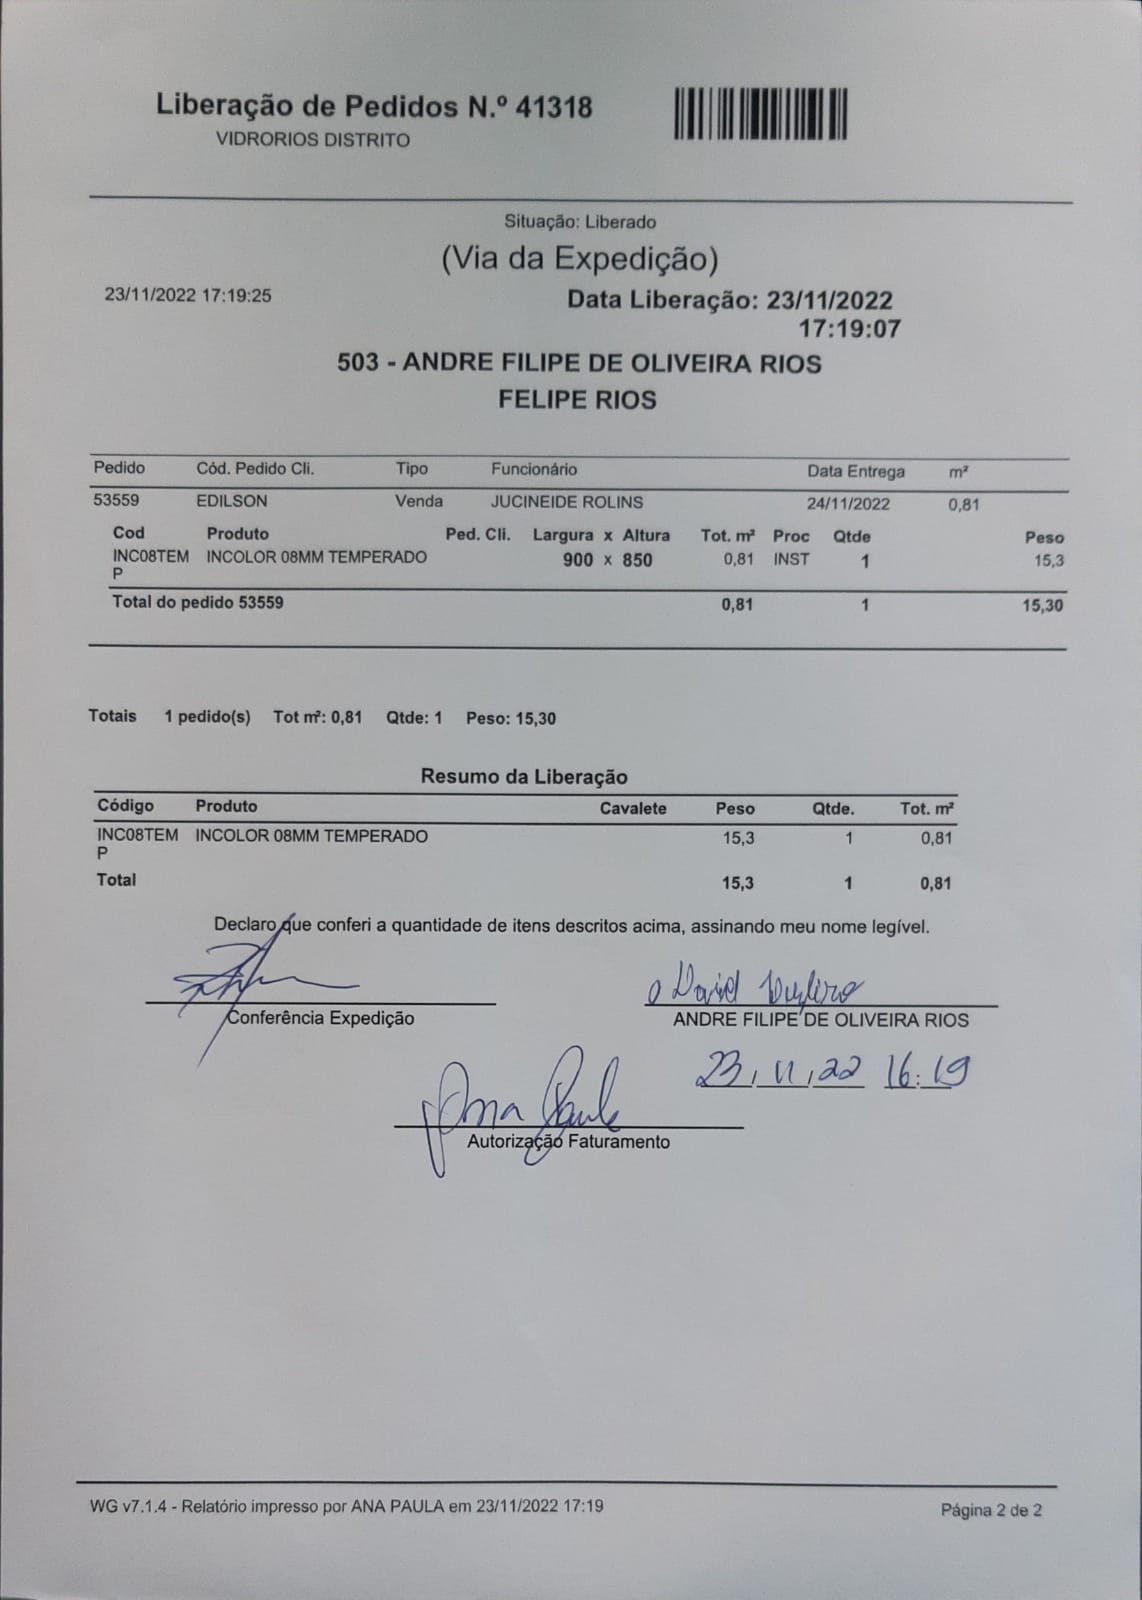 Liberação de Pedidos N.º 41318
VIDRORIOS DISTRITO
Situação: Liberado
(Via da Expedição)
23/11/2022 17:19:25
Data Liberação: 23/11/2022
17:19:07
503 - ANDRE FILIPE DE OLIVEIRA RIOS
FELIPE RIOS
Pedido Cód. Pedido Cli. Tipo Funcionário Data Entrega m²
53559 EDILSON Venda JUCINEIDE ROLINS 24/11/2022 0,81
Cod Produto Ped. Cli. Largura x Altura Tot. m² Proc Qtde Peso
INC08TEM INCOLOR 08MM TEMPERADO 900 x 850 0,81 INST 1 15,3
P
Total do pedido 53559 0,81 1 15,30
Totais 1 pedido(s) Tot m²: 0,81 Qtde: 1 Peso: 15,30
Resumo da Liberação
Código Produto Cavalete Peso Qtde. Tot. m²
INC08TEM INCOLOR 08MM TEMPERADO 15,3 1 0,81
P
Total 15,3 1 0,81
Declaro que conferi a quantidade de itens descritos acima, assinando meu nome legível.
David
Conferência Expedição ANDRE FILIPE DE OLIVEIRA RIOS
23/11/22 16:19
Ana Paula
Autorização Faturamento
WG v7.1.4 - Relatório impresso por ANA PAULA em 23/11/2022 17:19 Página 2 de 2